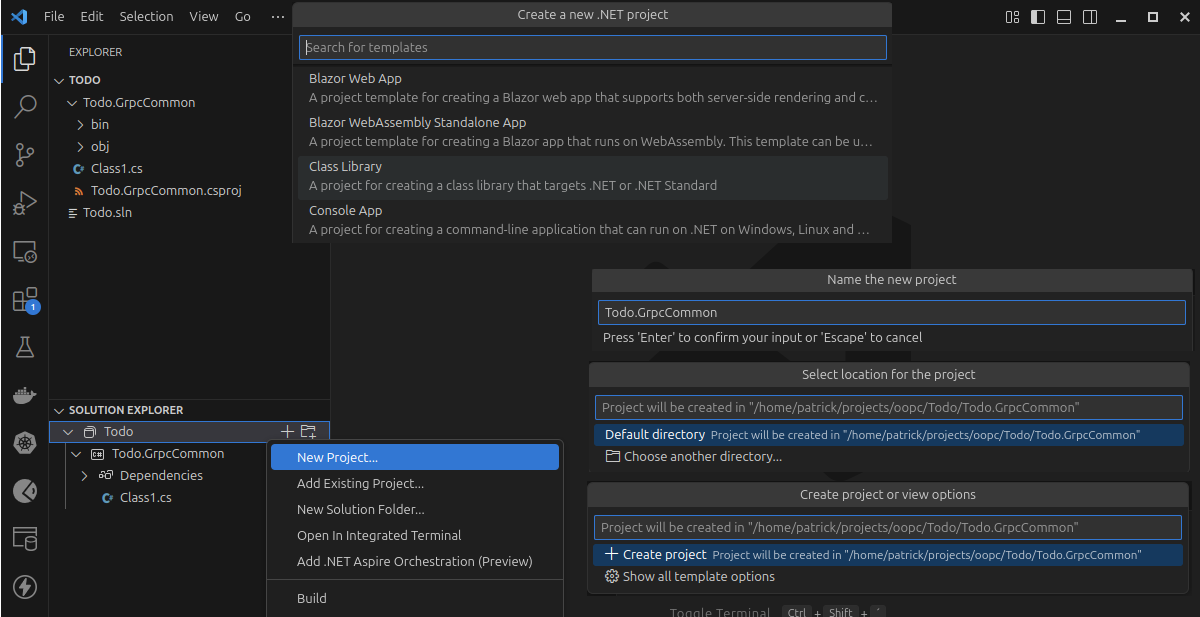 File Edit Selection View Go ···
Create a new .NET project
Search for templates
Blazor Web App
A project template for creating a Blazor web app that supports both server-side rendering and c…
Blazor WebAssembly Standalone App
A project template for creating a Blazor app that runs on WebAssembly. This template can be u…
Class Library
A project for creating a class library that targets .NET or .NET Standard
Console App
A project for creating a command-line application that can run on .NET on Windows, Linux and …
EXPLORER
TODO
Todo.GrpcCommon
bin
obj
C# Class1.cs
Todo.GrpcCommon.csproj
Todo.sln
1
Name the new project
Todo.GrpcCommon
Press 'Enter' to confirm your input or 'Escape' to cancel
Select location for the project
Project will be created in "/home/patrick/projects/oopc/Todo/Todo.GrpcCommon"
Default directory Project will be created in "/home/patrick/projects/oopc/Todo/Todo.GrpcCommon"
Choose another directory...
Create project or view options
Project will be created in "/home/patrick/projects/oopc/Todo/Todo.GrpcCommon"
Create project Project will be created in "/home/patrick/projects/oopc/Todo/Todo.GrpcCommon"
Show all template options
Toggle Terminal Ctrl + Shift + `
SOLUTION EXPLORER
Todo
C# Todo.GrpcCommon
Dependencies
C# Class1.cs
New Project...
Add Existing Project...
New Solution Folder...
Open In Integrated Terminal
Add .NET Aspire Orchestration (Preview)
Build